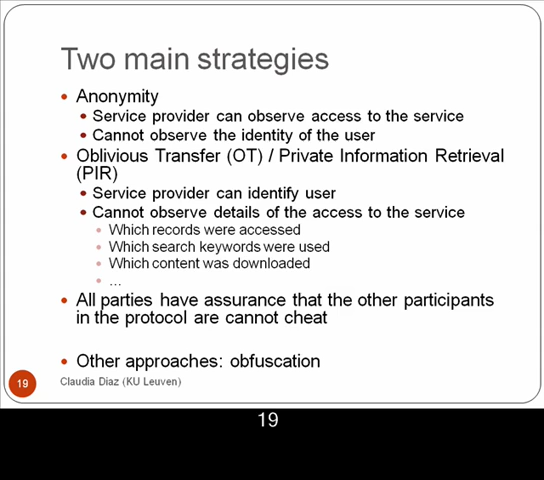 Two main strategies
• Anonymity
• Service provider can observe access to the service
• Cannot observe the identity of the user
• Oblivious Transfer (OT) / Private Information Retrieval
(PIR)
• Service provider can identify user
• Cannot observe details of the access to the service
• Which records were accessed
• Which search keywords were used
• Which content was downloaded
• ...
• All parties have assurance that the other participants
in the protocol are cannot cheat
• Other approaches: obfuscation
19 Claudia Diaz (KU Leuven)
19